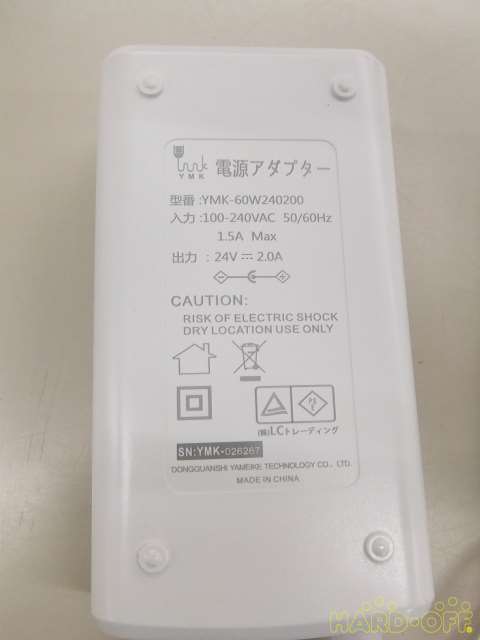 YMK 電源アダプター
型番 :YMK-60W240200
入力 :100-240VAC 50/60Hz
1.5A Max
出力 : 24V ⎓ 2.0A
CAUTION:
RISK OF ELECTRIC SHOCK
DRY LOCATION USE ONLY
PS E
(株)LCトレーディング
SN:YMK-026267
DONGGUANSHI YAMEIKE TECHNOLOGY CO., LTD.
MADE IN CHINA
HARD-OFF